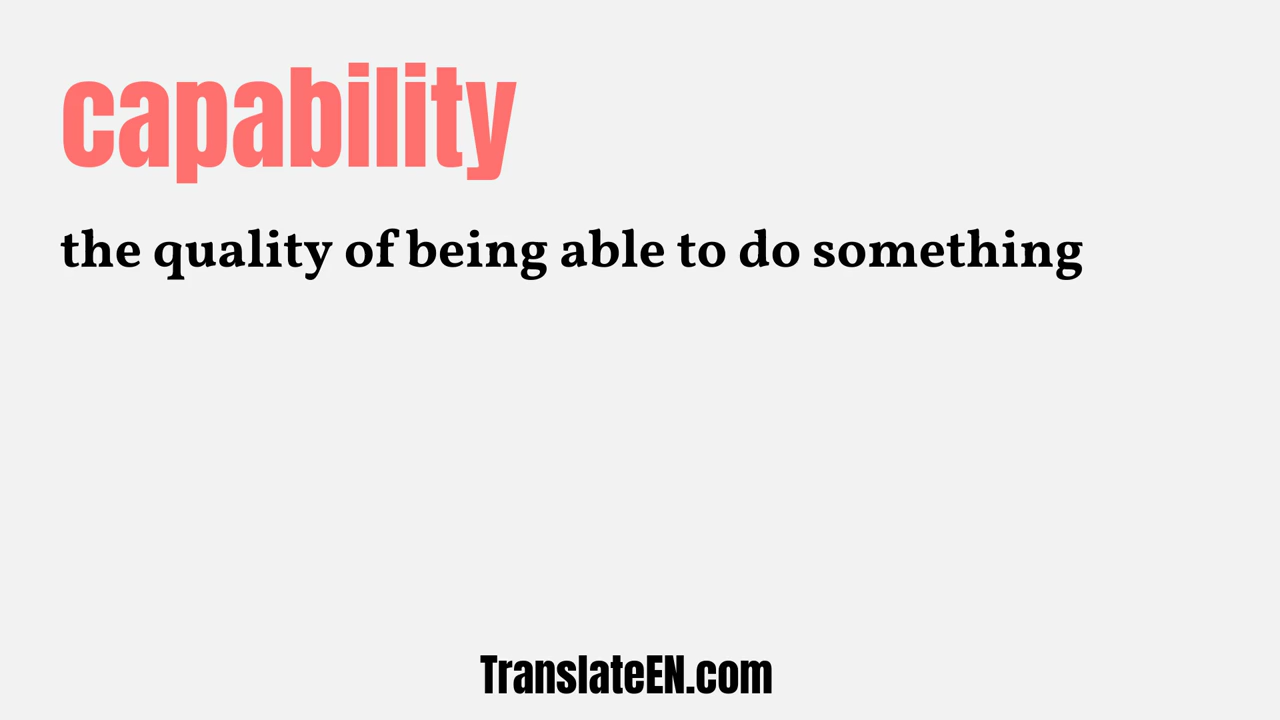 capability
the quality of being able to do something
TranslateEN.com